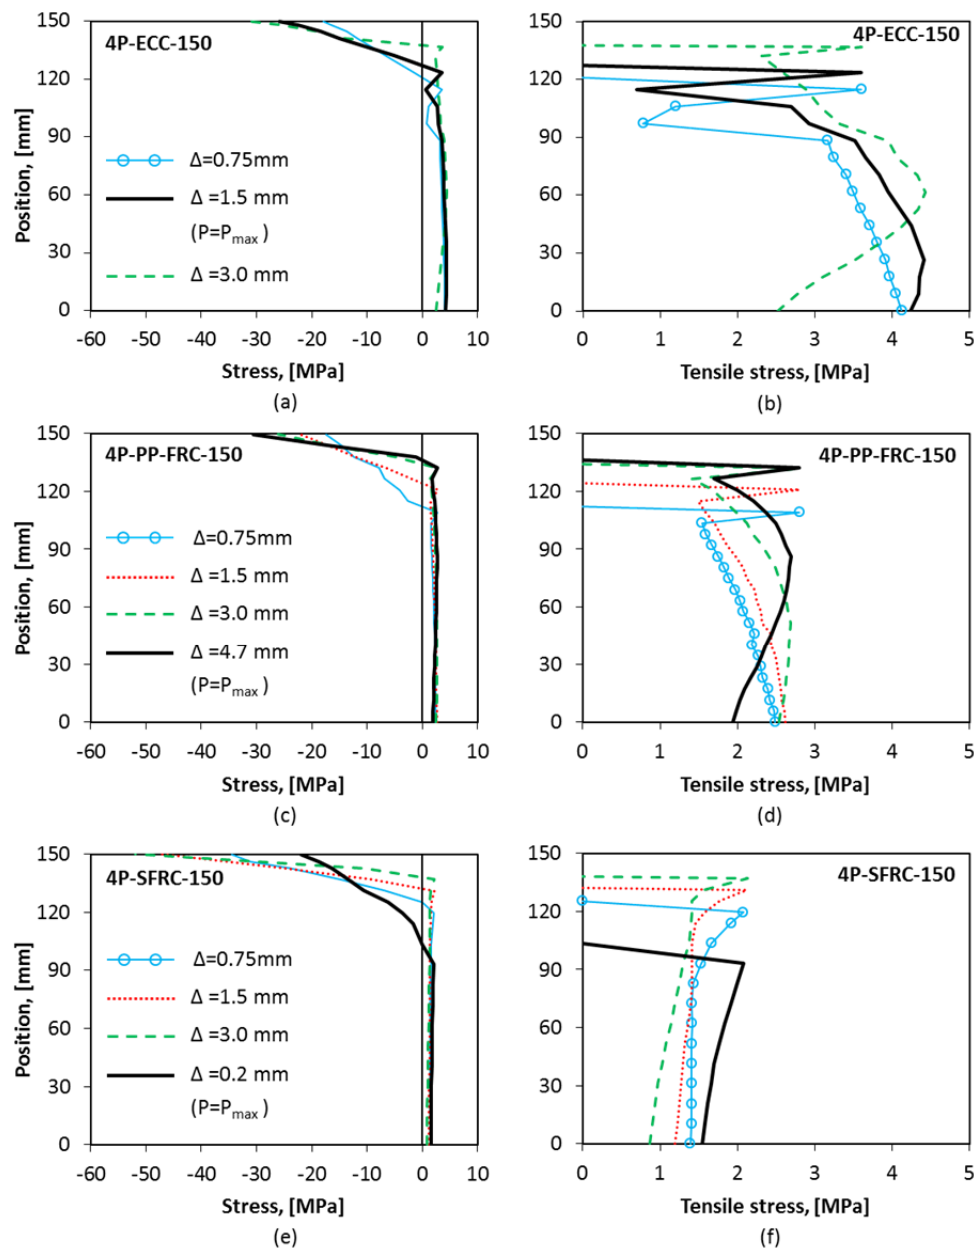 4P-ECC-150
Position, [mm]
150
120
90
60
30
0
Δ=0.75mm
Δ =1.5 mm
(P=Pmax )
Δ =3.0 mm
-60 -50 -40 -30 -20 -10 0 10
Stress, [MPa]
(a)
4P-ECC-150
150
120
90
60
30
0
0 1 2 3 4 5
Tensile stress, [MPa]
(b)
4P-PP-FRC-150
Position, [mm]
150
120
90
60
30
0
Δ=0.75mm
Δ =1.5 mm
Δ =3.0 mm
Δ =4.7 mm
(P=Pmax )
-60 -50 -40 -30 -20 -10 0 10
Stress, [MPa]
(c)
4P-PP-FRC-150
150
120
90
60
30
0
0 1 2 3 4 5
Tensile stress, [MPa]
(d)
4P-SFRC-150
Position, [mm]
150
120
90
60
30
0
Δ=0.75mm
Δ =1.5 mm
Δ =3.0 mm
Δ =0.2 mm
(P=Pmax )
-60 -50 -40 -30 -20 -10 0 10
Stress, [MPa]
(e)
4P-SFRC-150
150
120
90
60
30
0
0 1 2 3 4 5
Tensile stress, [MPa]
(f)